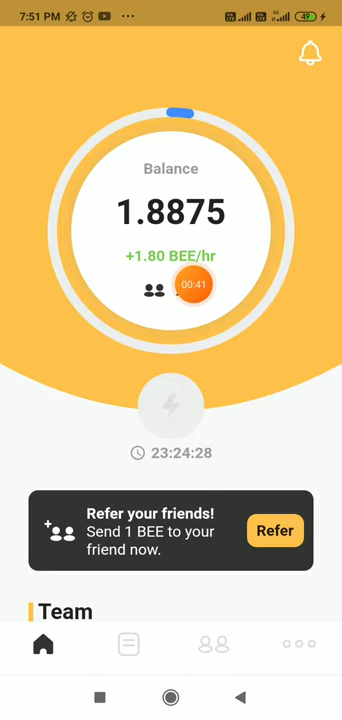 7:51 PM
49
Balance
1.8875
+1.80 BEE/hr
00:41
23:24:28
Refer your friends!
Send 1 BEE to your
friend now.
Refer
Team